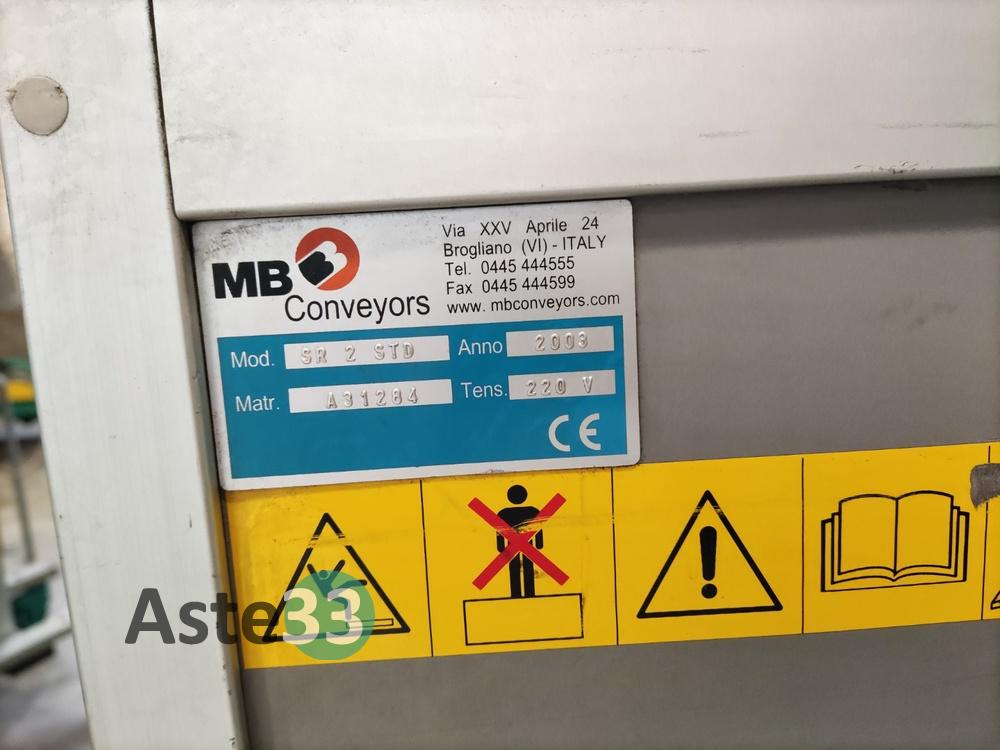 MB
Conveyors
Via XXV Aprile 24
Brogliano (VI) - ITALY
Tel. 0445 444555
Fax 0445 444599
www. mbconveyors.com
Mod. SR 2 STD Anno 2003
Matr. A31284 Tens. 220 V
CE
Aste33